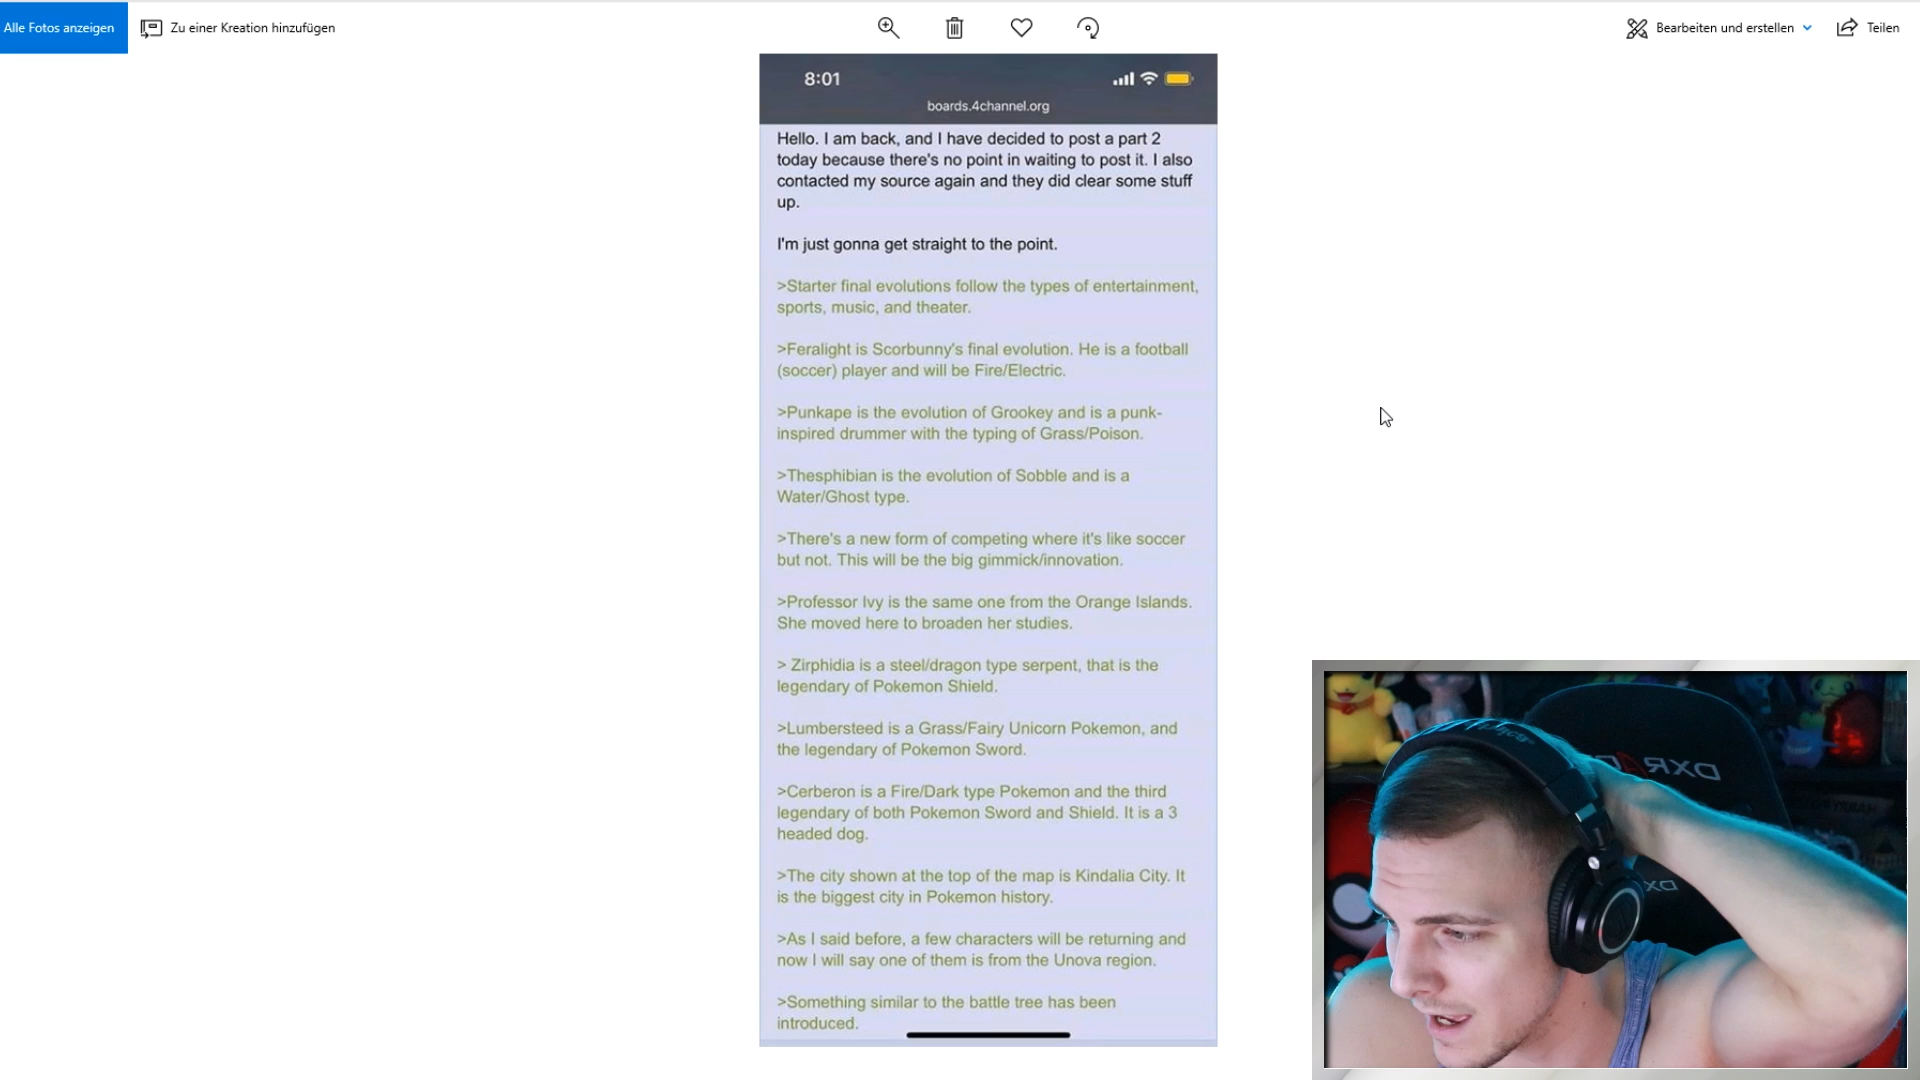 Alle Fotos anzeigen
Zu einer Kreation hinzufügen
Bearbeiten und erstellen
Teilen
8:01
boards.4channel.org
Hello. I am back, and I have decided to post a part 2
today because there's no point in waiting to post it. I also
contacted my source again and they did clear some stuff
up.
I'm just gonna get straight to the point.
>Starter final evolutions follow the types of entertainment,
sports, music, and theater.
>Feralight is Scorbunny's final evolution. He is a football
(soccer) player and will be Fire/Electric.
>Punkape is the evolution of Grookey and is a punk-
inspired drummer with the typing of Grass/Poison.
>Thesphibian is the evolution of Sobble and is a
Water/Ghost type.
>There's a new form of competing where it's like soccer
but not. This will be the big gimmick/innovation.
>Professor Ivy is the same one from the Orange Islands.
She moved here to broaden her studies.
> Zirphidia is a steel/dragon type serpent, that is the
legendary of Pokemon Shield.
>Lumbersteed is a Grass/Fairy Unicorn Pokemon, and
the legendary of Pokemon Sword.
>Cerberon is a Fire/Dark type Pokemon and the third
legendary of both Pokemon Sword and Shield. It is a 3
headed dog.
>The city shown at the top of the map is Kindalia City. It
is the biggest city in Pokemon history.
>As I said before, a few characters will be returning and
now I will say one of them is from the Unova region.
>Something similar to the battle tree has been
introduced.